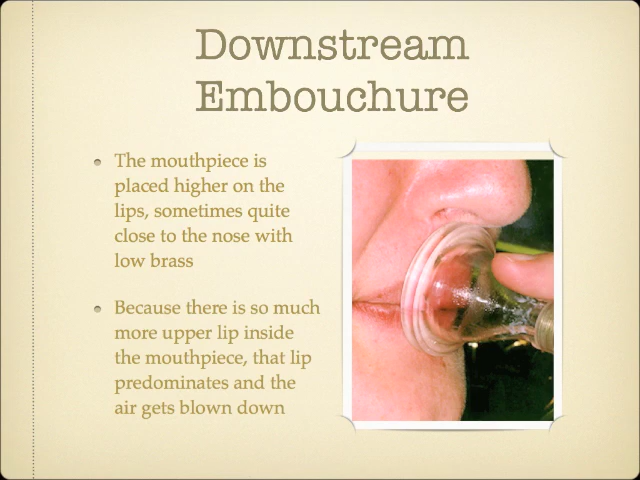 Downstream
Embouchure
The mouthpiece is
placed higher on the
lips, sometimes quite
close to the nose with
low brass
Because there is so much
more upper lip inside
the mouthpiece, that lip
predominates and the
air gets blown down